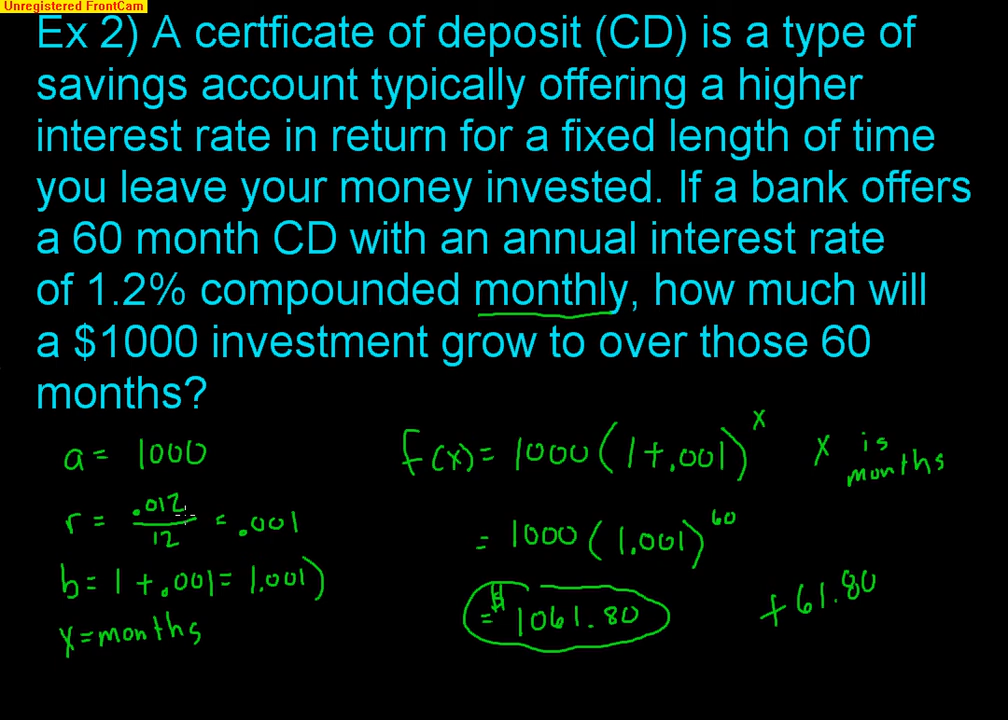 Unregistered FrontCam
Ex 2) A certficate of deposit (CD) is a type of
savings account typically offering a higher
interest rate in return for a fixed length of time
you leave your money invested. If a bank offers
a 60 month CD with an annual interest rate
of 1.2% compounded monthly, how much will
a $1000 investment grow to over those 60
months?
a = 1000
r = .012/12 = .001
b = 1 + .001 = 1.001)
x = months
f(x) = 1000 (1+.001)^x
x is months
= 1000 (1.001)^60
= $1061.80
+61.80